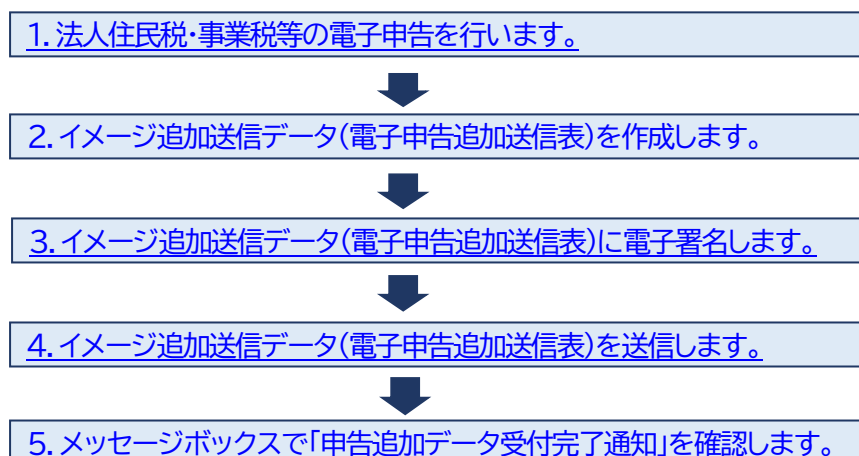 1.法人住民税・事業税等の電子申告を行います。
2.イメージ追加送信データ(電子申告追加送信表)を作成します。
3.イメージ追加送信データ(電子申告追加送信表)に電子署名します。
4.イメージ追加送信データ(電子申告追加送信表)を送信します。
5.メッセージボックスで「申告追加データ受付完了通知」を確認します。